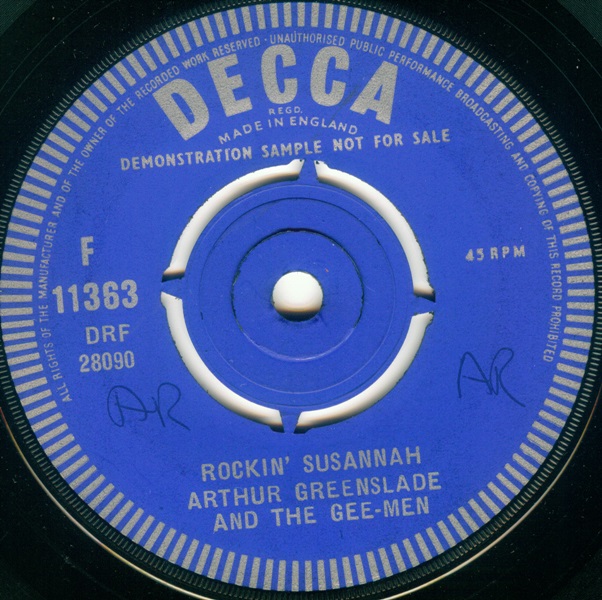 ALL RIGHTS OF THE MANUFACTURER AND OF THE OWNER OF THE RECORDED WORK RESERVED - UNAUTHORISED PUBLIC PERFORMANCE BROADCASTING AND COPYING OF THIS RECORD PROHIBITED
DECCA
REGD.
MADE IN ENGLAND
DEMONSTRATION SAMPLE NOT FOR SALE
F
11363
45 RPM
DRF
28090
AR
AR
ROCKIN' SUSANNAH
ARTHUR GREENSLADE
AND THE GEE-MEN